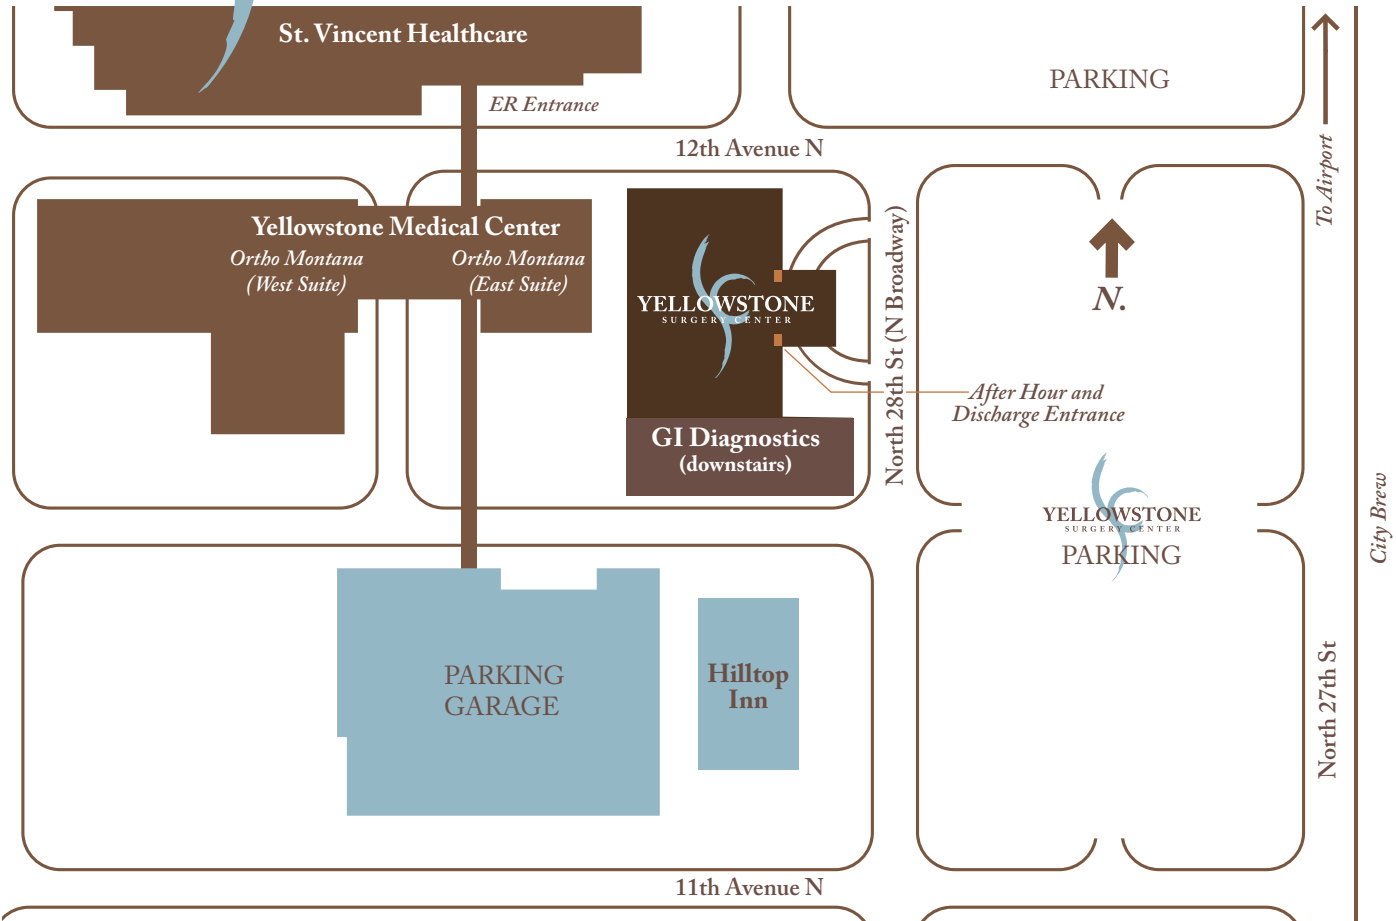 St. Vincent Healthcare
ER Entrance
PARKING
To Airport
12th Avenue N
Yellowstone Medical Center
Ortho Montana
(West Suite)
Ortho Montana
(East Suite)
YELLOWSTONE
SURGERY CENTER
GI Diagnostics
(downstairs)
North 28th St (N Broadway)
N.
After Hour and
Discharge Entrance
YELLOWSTONE
SURGERY CENTER
PARKING
City Brew
North 27th St
PARKING
GARAGE
Hilltop
Inn
11th Avenue N